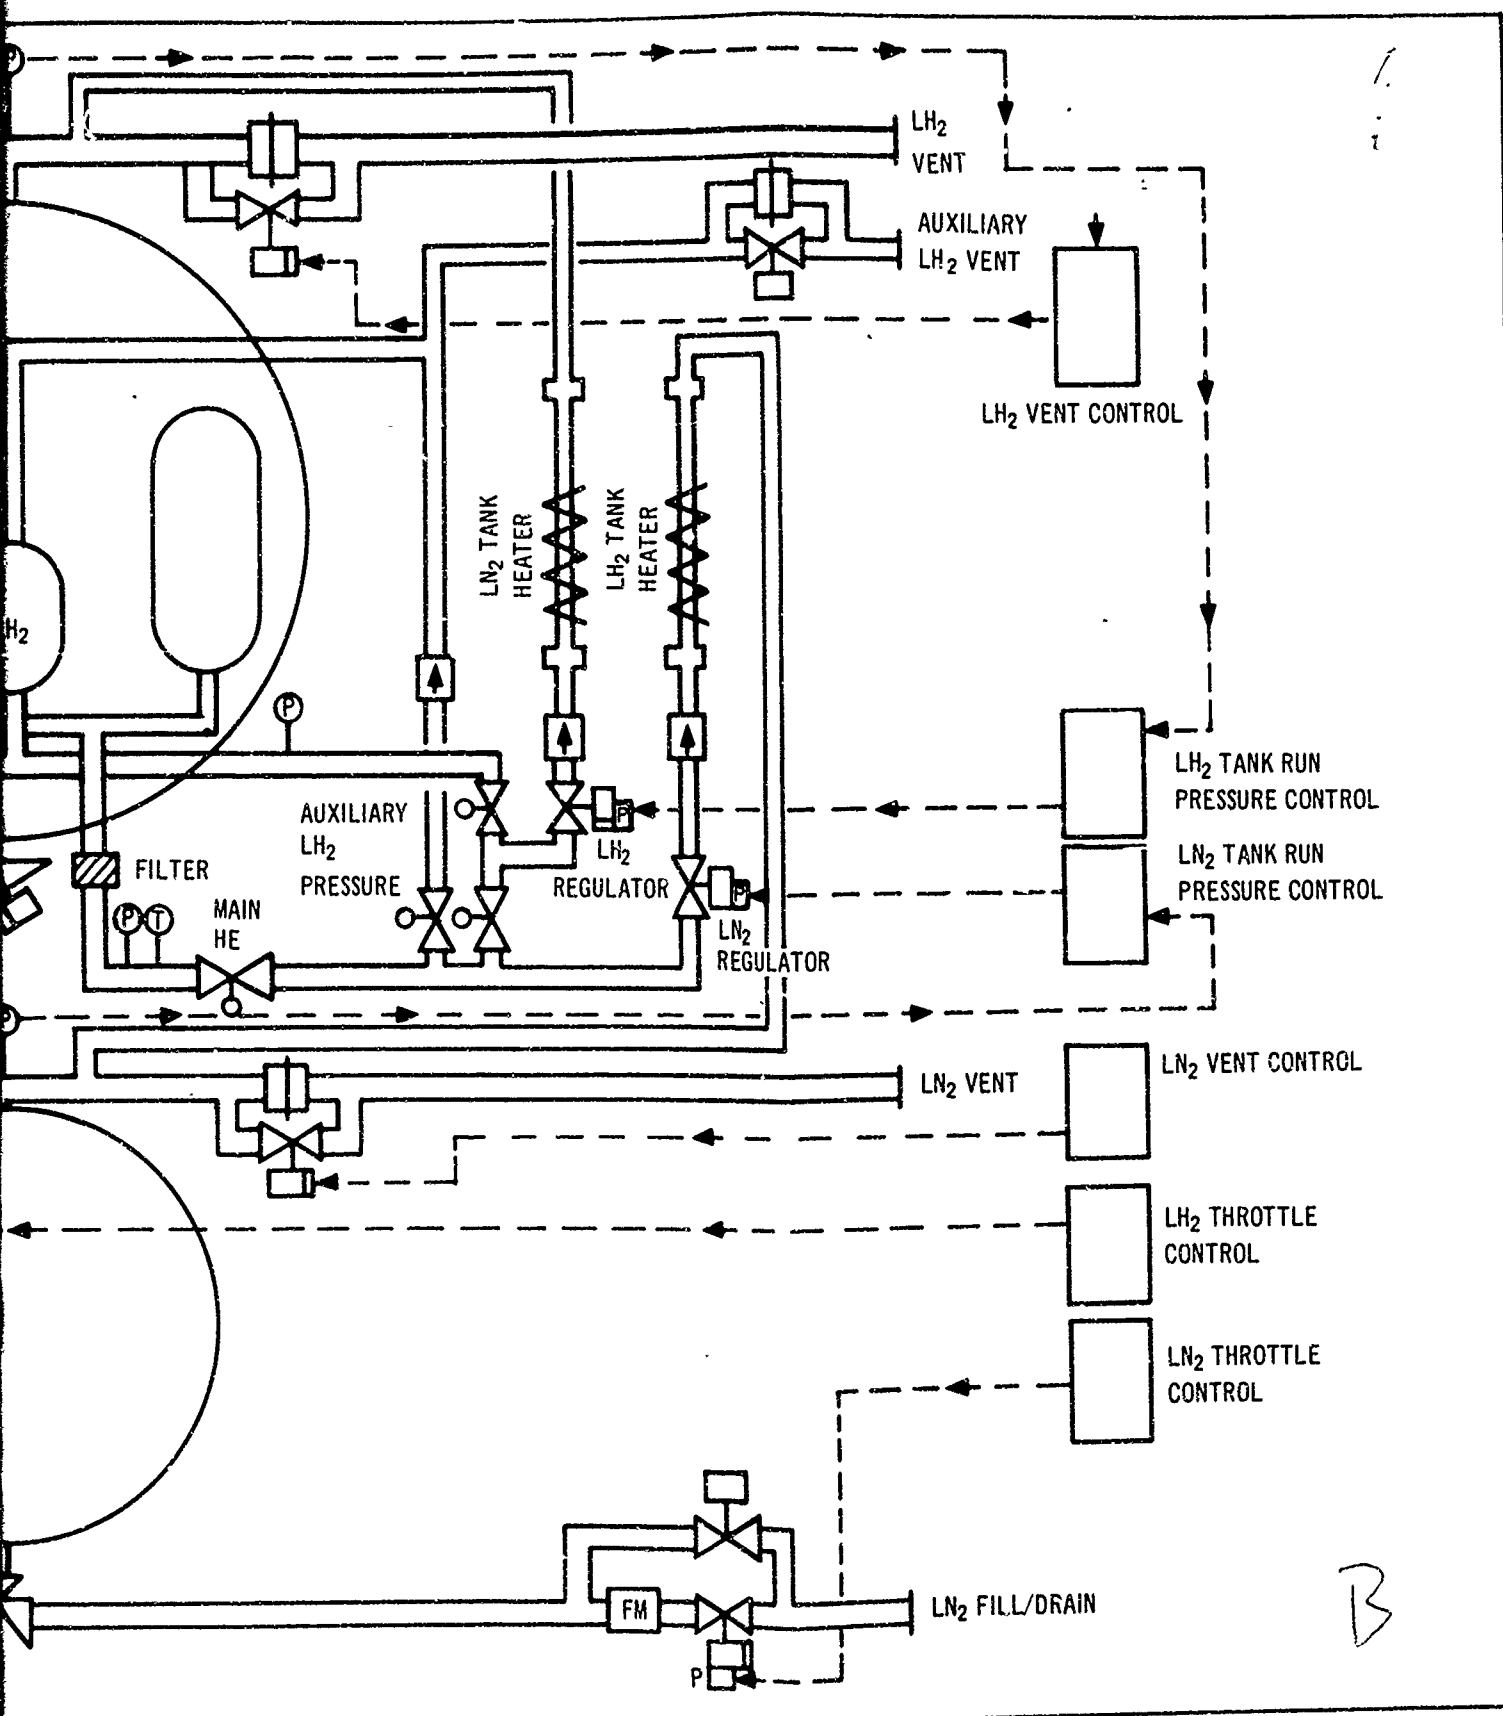 P
LH₂
VENT
AUXILIARY
LH₂ VENT
LH₂ VENT CONTROL
LN₂ TANK
HEATER
LH₂ TANK
HEATER
H₂
P
LH₂ TANK RUN
PRESSURE CONTROL
AUXILIARY
LH₂
PRESSURE
P
LH₂
REGULATOR
LN₂ TANK RUN
PRESSURE CONTROL
FILTER
P
T
MAIN
HE
P
LN₂
REGULATOR
P
LN₂ VENT CONTROL
LN₂ VENT
LH₂ THROTTLE
CONTROL
LN₂ THROTTLE
CONTROL
FM
LN₂ FILL/DRAIN
P
B